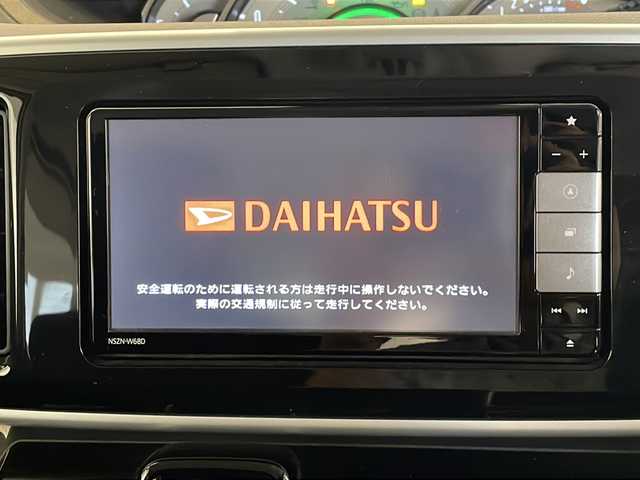 DAIHATSU
安全運転のために運転される方は走行中に操作しないでください。
実際の交通規制に従って走行してください。
NSZN-W68D